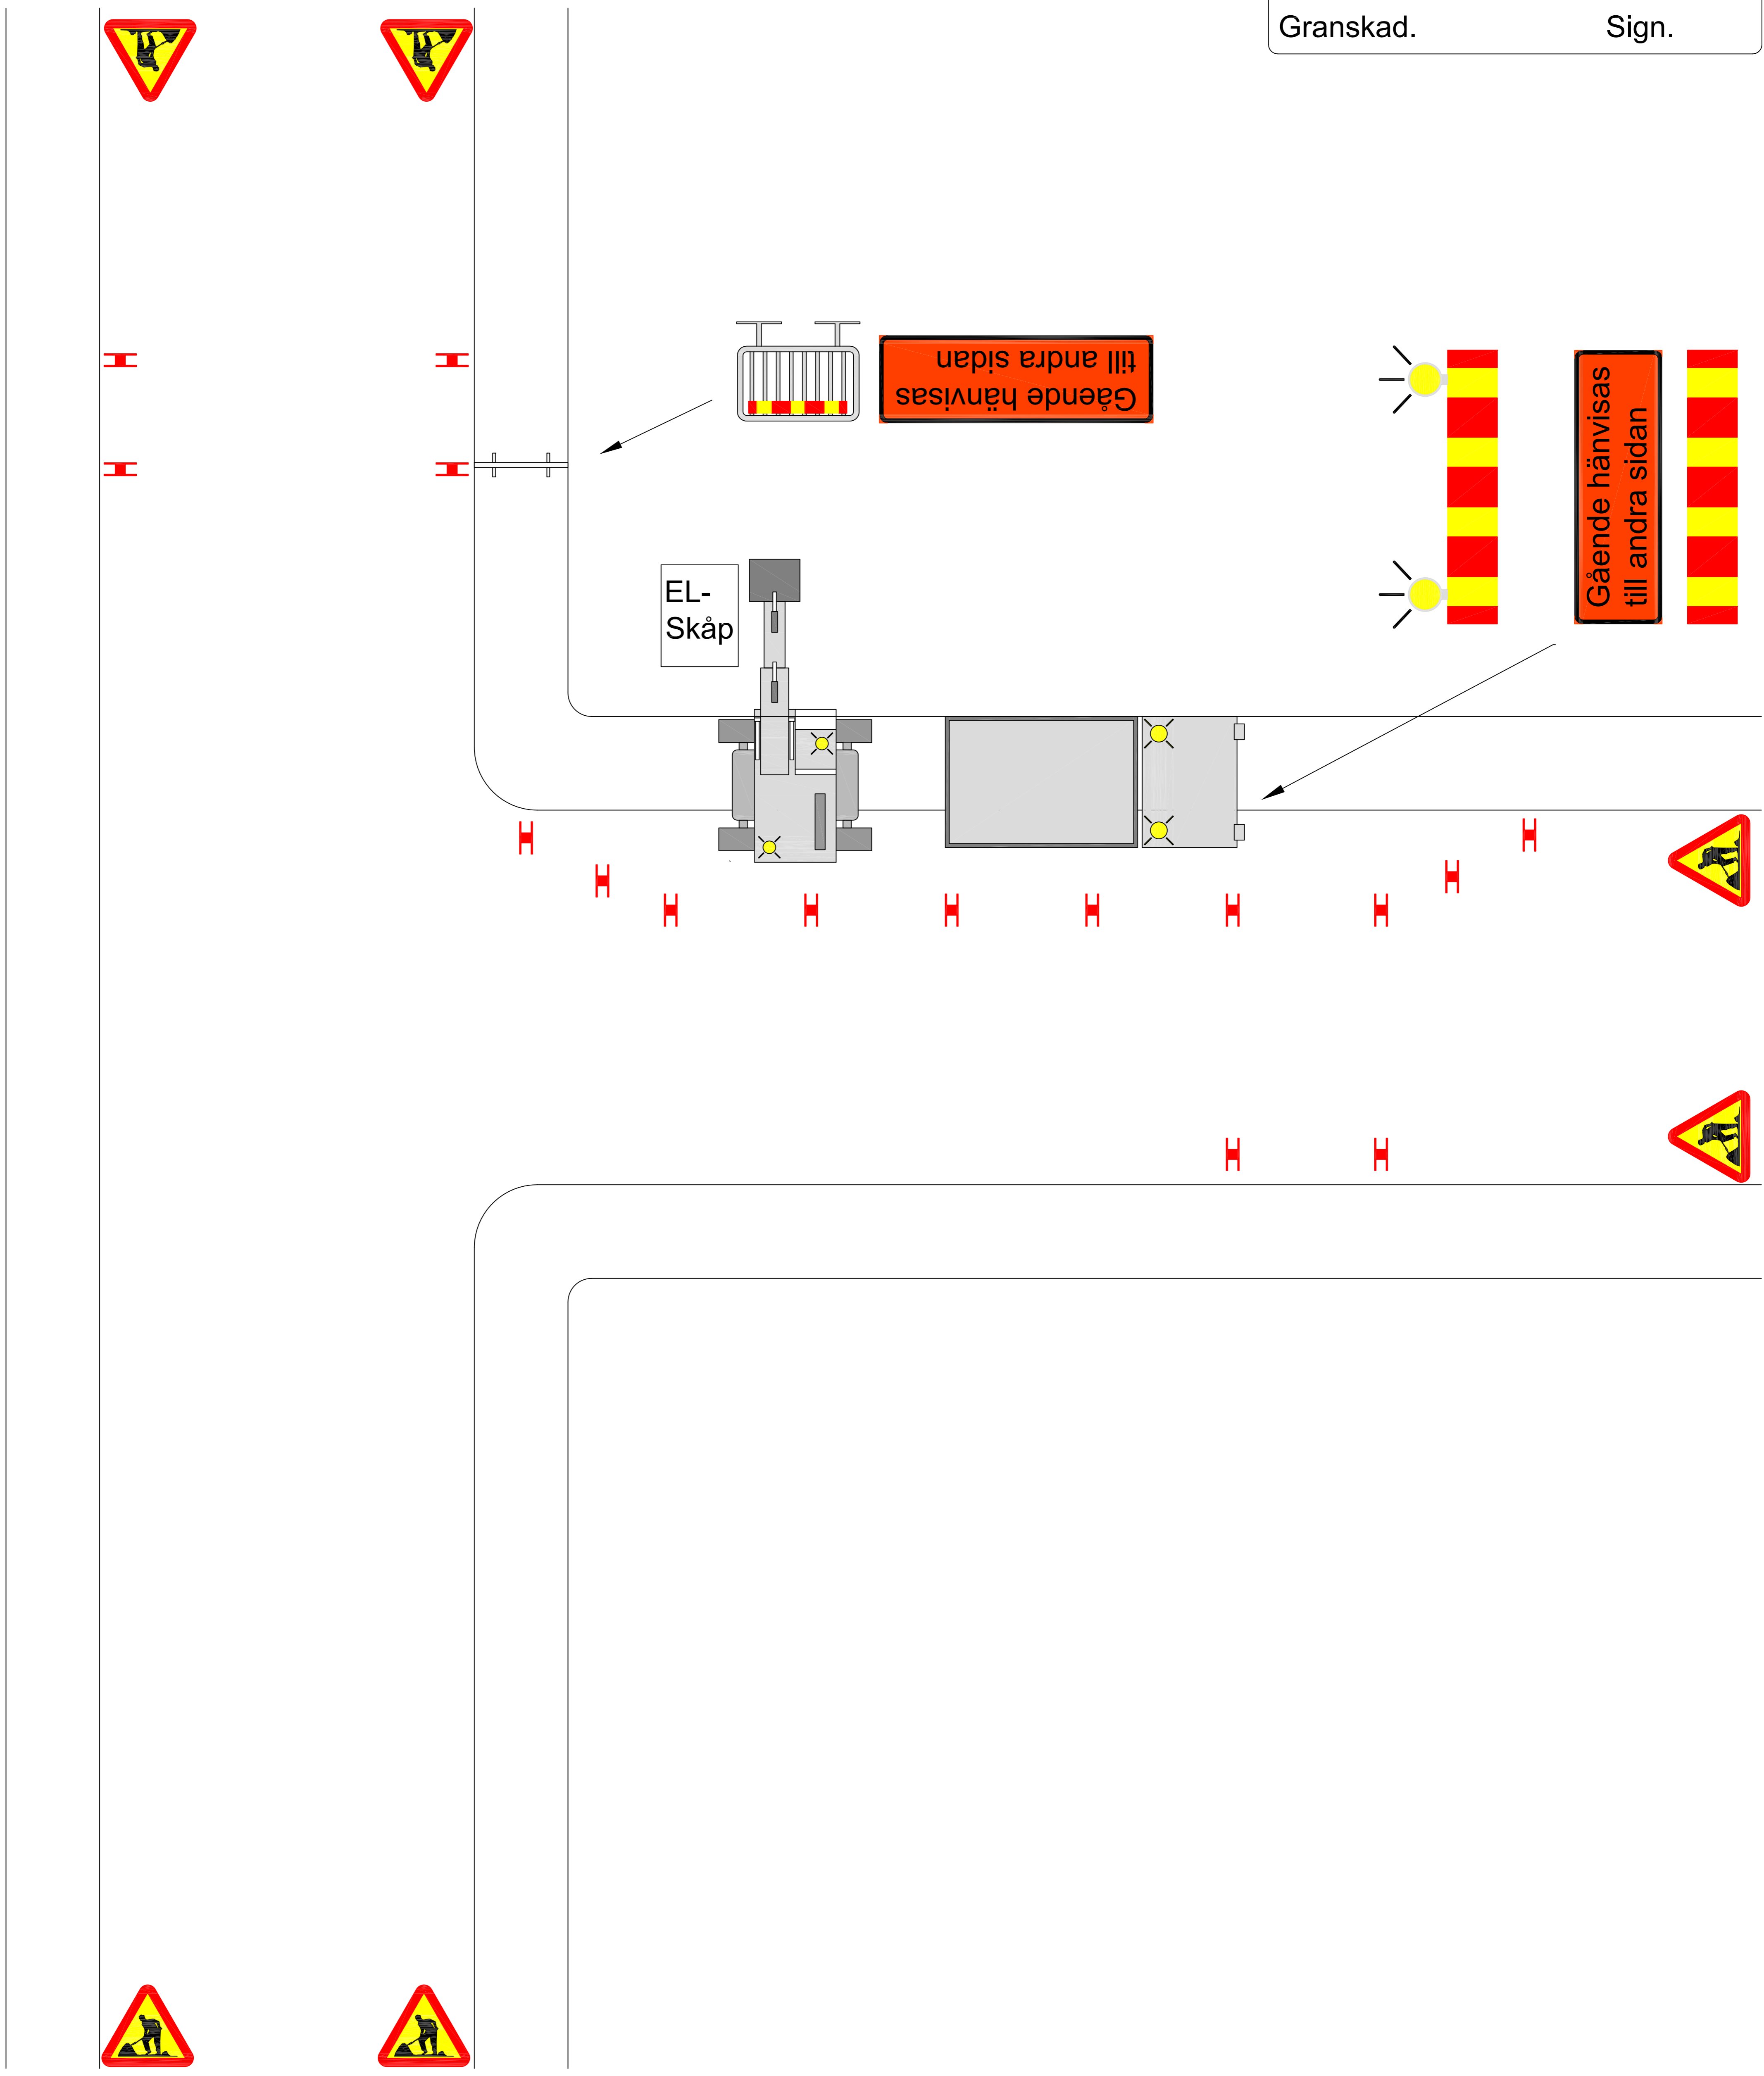 Granskad. Sign.
Gående hänvisas
till andra sidan
Gående hänvisas
till andra sidan
EL-
Skåp